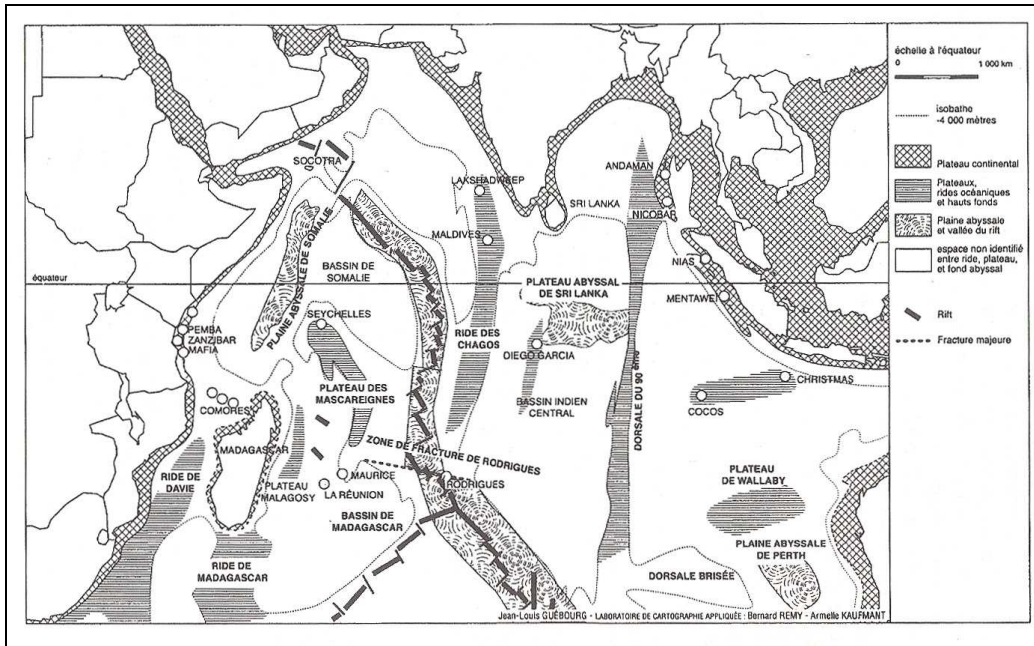 échelle à l'équateur
0 1 000 km
isobathe
-4 000 mètres
Plateau continental
Plateaux,
rides océaniques
et hauts fonds
Plaine abyssale
et vallée du rift
espace non identifié
entre ride, plateau,
et fond abyssal
Rift
Fracture majeure
SOCOTRA
LAKSHADWEEP
ANDAMAN
SRI LANKA
NICOBAR
MALDIVES
PLAINE ABYSSALE DE SOMALIE
BASSIN DE
SOMALIE
NIAS
équateur
PLATEAU ABYSSAL
DE SRI LANKA
MENTAWEI
SEYCHELLES
PEMBA
ZANZIBAR
MAFIA
RIDE DES
CHAGOS
DIEGO GARCIA
DORSALE DU 90 ème
CHRISTMAS
PLATEAU DES
MASCAREIGNES
BASSIN INDIEN
CENTRAL
COCOS
COMORES
ZONE DE FRACTURE DE RODRIGUES
MADAGASCAR
RIDE DE
DAVIE
PLATEAU
MALAGOSY
MAURICE
LA RÉUNION
RODRIGUES
PLATEAU
DE WALLABY
BASSIN DE
MADAGASCAR
PLAINE ABYSSALE
DE PERTH
RIDE DE
MADAGASCAR
DORSALE BRISÉE
Jean-Louis GUÉBOURG - LABORATOIRE DE CARTOGRAPHIE APPLIQUÉE : Bernard REMY - Armelle KAUFMANT